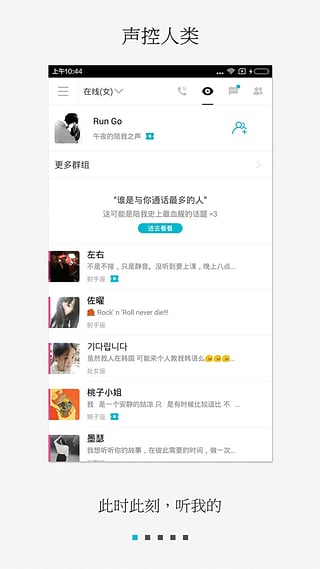 声控人类
上午10:44
在线(女)
Run Go
午夜的陪我之声
更多群组
“谁是与你通话最多的人”
这可能是陪我史上最血腥的话题 =3
进去看看
左右
不是不接，只是静音。没听到要上课，晚上八点...
射手座
佐曜
Rock' n 'Roll never die!!!
射手座
기다립니다
虽然我人在韩国 可能来个人教我韩语么
处女座
桃子小姐
我 是一个安静的姑凉 只 是有时候比较逗比 不 ...
狮子座
墨瑟
我想听听你的故事，在彼此需要的时间，做一次...
此时此刻，听我的